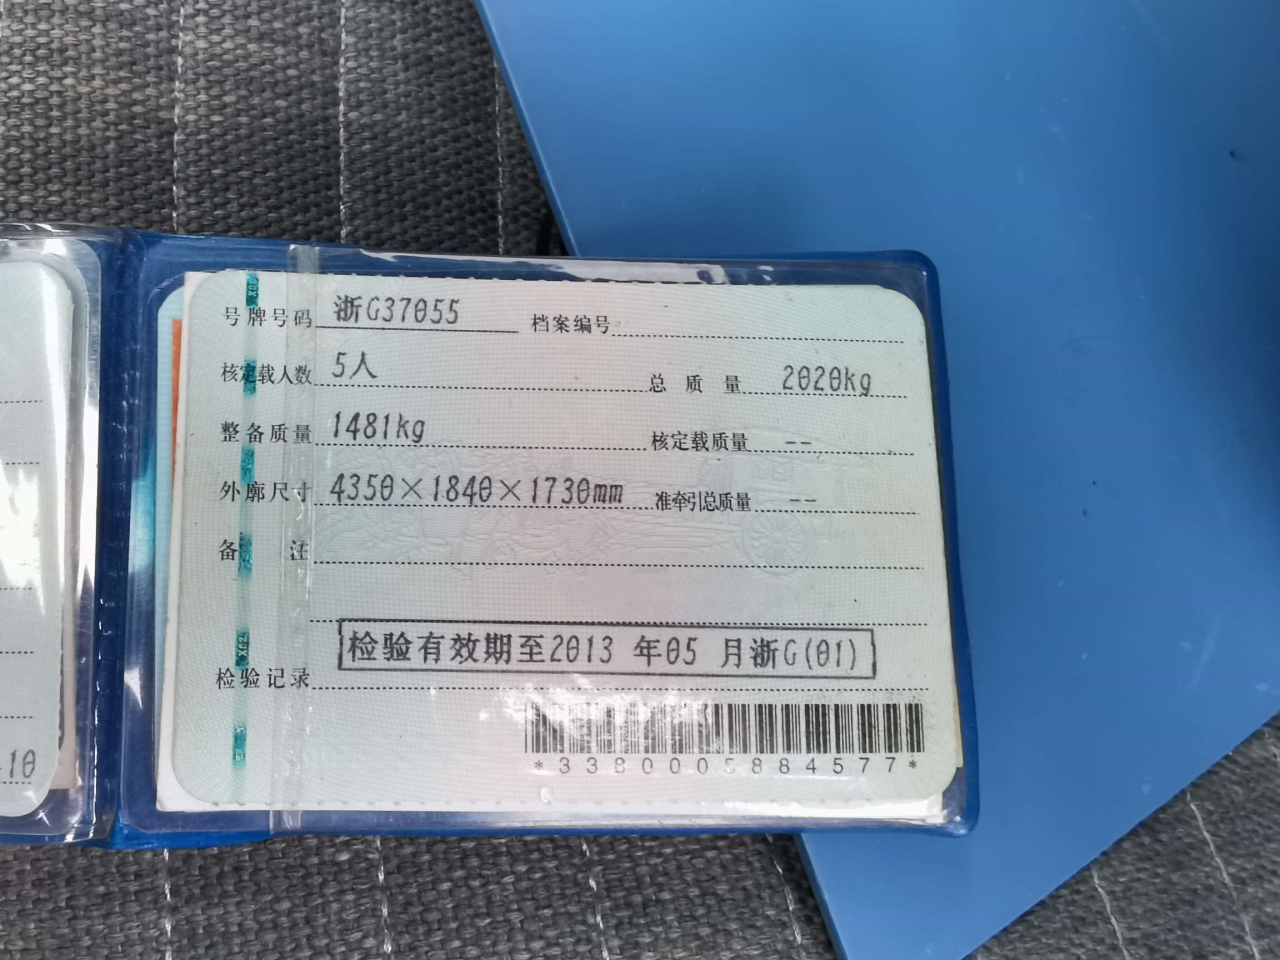 号牌号码 浙G37055 档案编号
核定载人数 5人 总质量 2020kg
整备质量 1481kg 核定载质量 --
外廓尺寸 4350×1840×1730mm 准牵引总质量 --
备注
检验有效期至2013 年05 月浙G(01)
检验记录
*3380005884577*
10